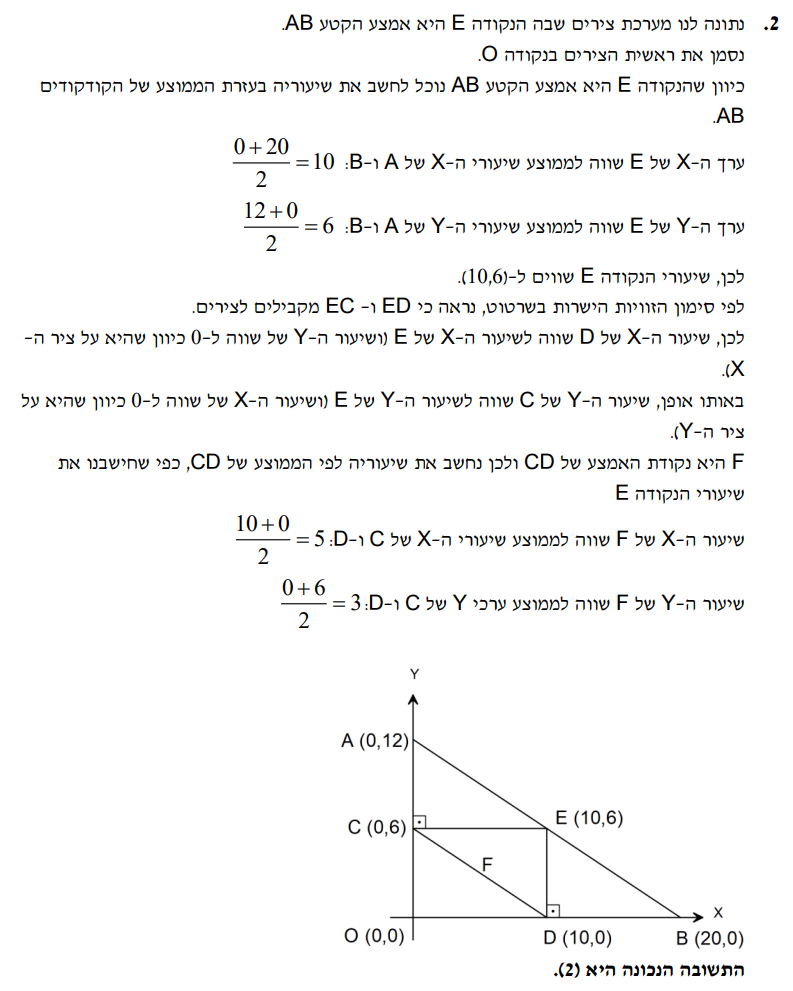 2. נתונה לנו מערכת צירים שבה הנקודה E היא אמצע הקטע AB.
נסמן את ראשית הצירים בנקודה O.
כיוון שהנקודה E היא אמצע הקטע AB נוכל לחשב את שיעוריה בעזרת הממוצע של הקודקודים
AB.
ערך ה-X של E שווה לממוצע שיעורי ה-X של A ו-B: (0+20)/2 = 10
ערך ה-Y של E שווה לממוצע שיעורי ה-Y של A ו-B: (12+0)/2 = 6
לכן, שיעורי הנקודה E שווים ל-(10,6).
לפי סימון הזוויות הישרות בשרטוט, נראה כי ED ו- EC מקבילים לצירים.
לכן, שיעור ה-X של D שווה לשיעור ה-X של E (ושיעור ה-Y של שווה ל-0 כיוון שהיא על ציר ה-
X).
באותו אופן, שיעור ה-Y של C שווה לשיעור ה-Y של E (ושיעור ה-X של שווה ל-0 כיוון שהיא על
ציר ה-Y).
F היא נקודת האמצע של CD ולכן נחשב את שיעוריה לפי הממוצע של CD, כפי שחישבנו את
שיעורי הנקודה E
שיעור ה-X של F שווה לממוצע שיעורי ה-X של C ו-D: (10+0)/2 = 5
שיעור ה-Y של F שווה לממוצע ערכי Y של C ו-D: (0+6)/2 = 3
Y
A (0,12)
E (10,6)
C (0,6)
F
X
O (0,0)
D (10,0)
B (20,0)
התשובה הנכונה היא (2).